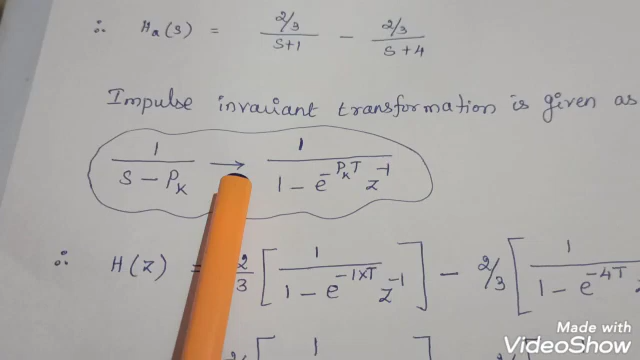 ∴ Ha(s) = 2/3 / s+1 − 2/3 / s+4
Impulse invariant transformation is given as
1 / s − Pk → 1 / 1 − e^-PkT z^-1
∴ H(z) = 2/3 [ 1 / 1 − e^-1×T z^-1 ] − 2/3 [ 1 / 1 − e^-4T z
Made with
VideoShow